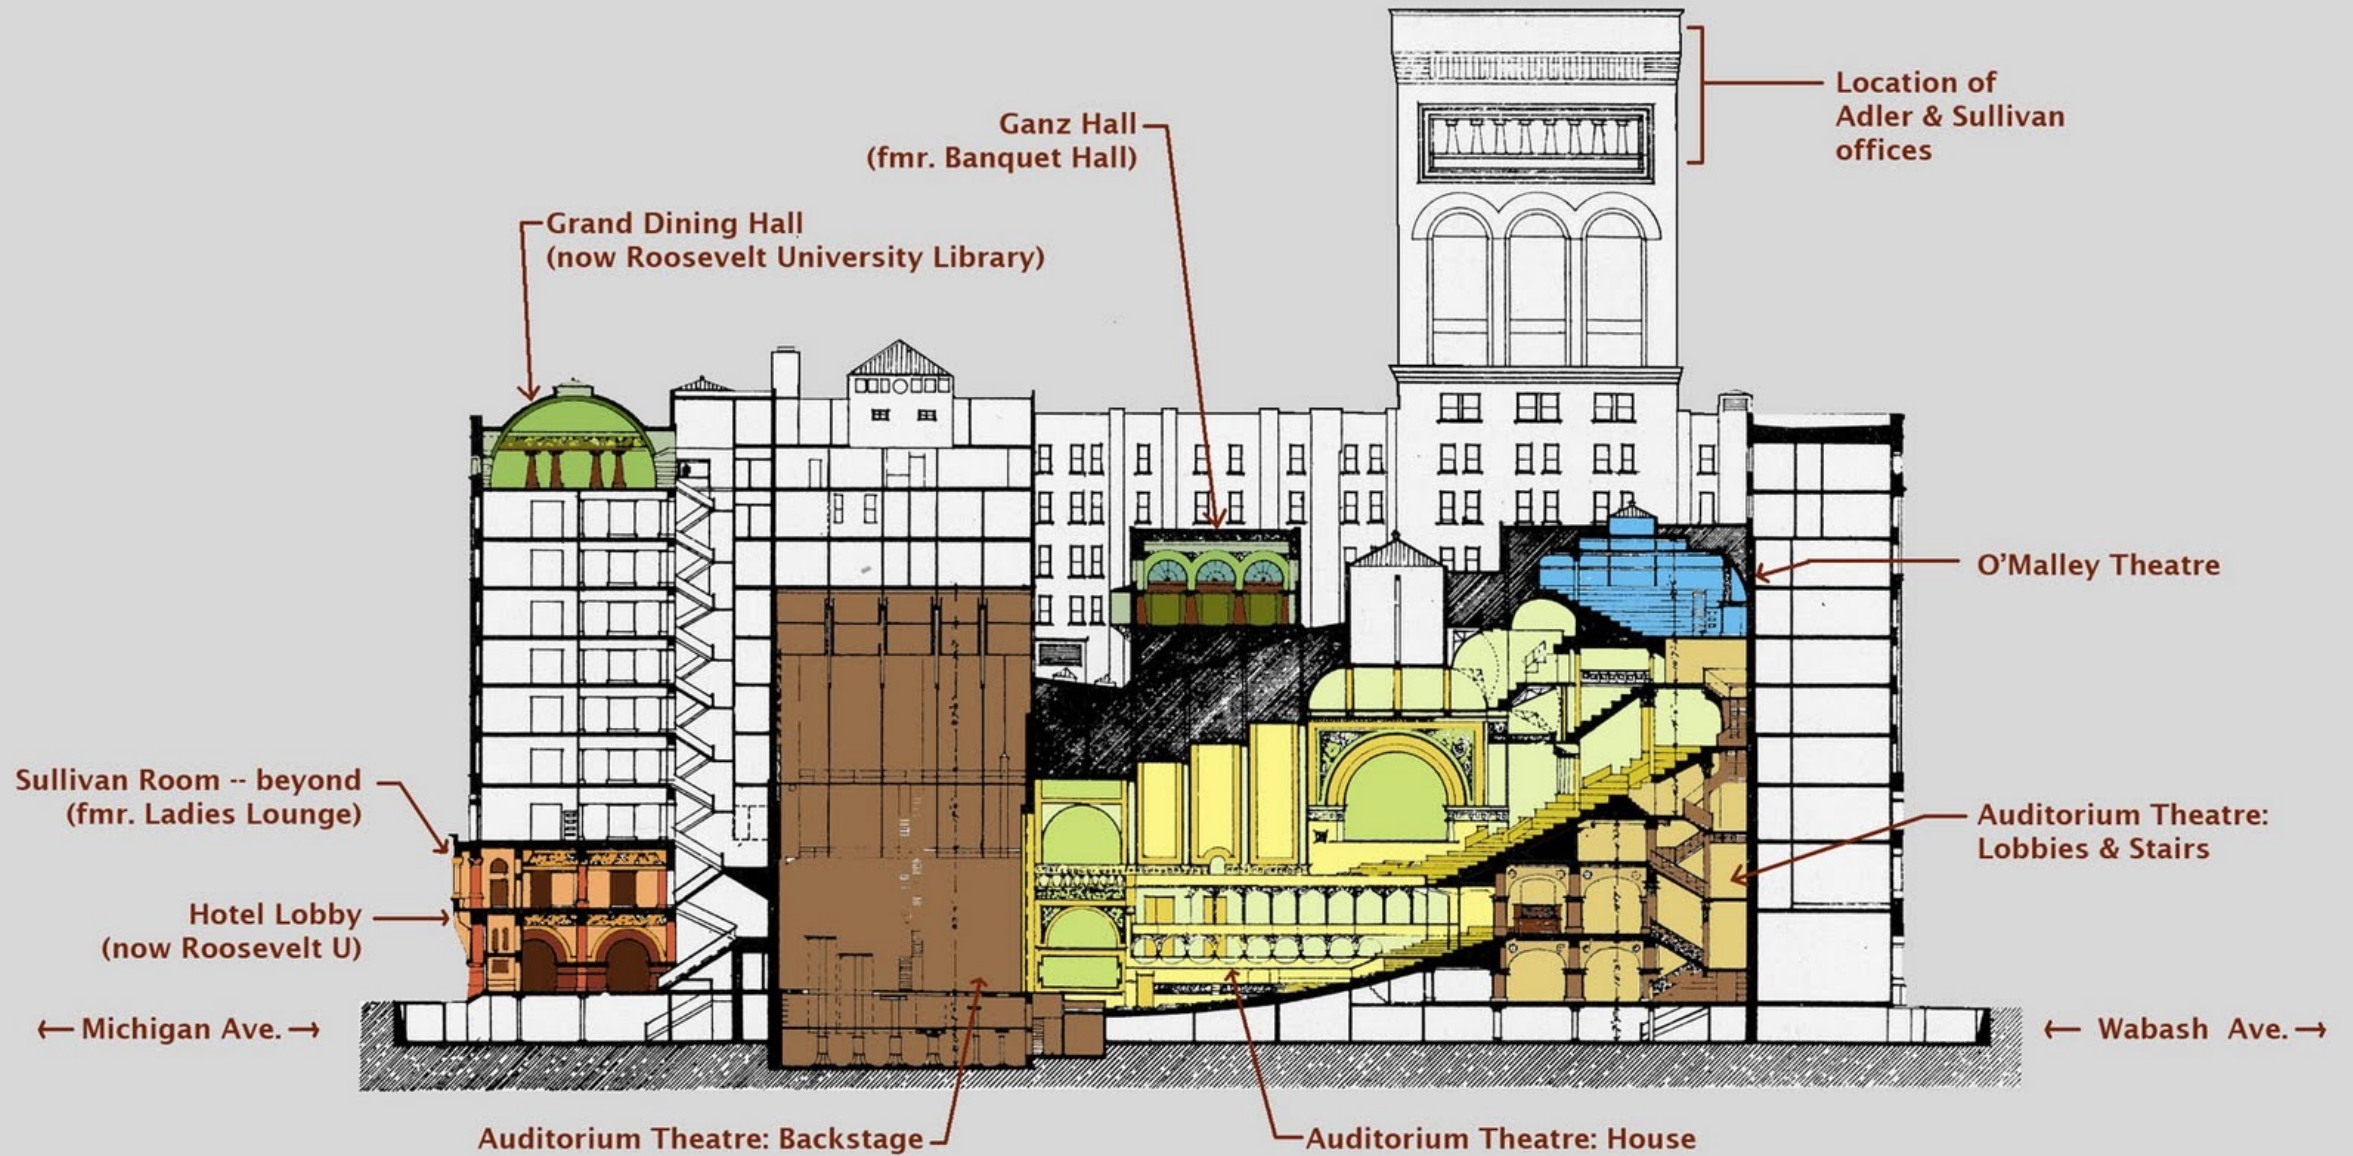 Location of
Adler & Sullivan
offices
Ganz Hall
(fmr. Banquet Hall)
Grand Dining Hall
(now Roosevelt University Library)
O’Malley Theatre
Sullivan Room -- beyond
(fmr. Ladies Lounge)
Auditorium Theatre:
Lobbies & Stairs
Hotel Lobby
(now Roosevelt U)
←Michigan Ave.→
← Wabash Ave.→
Auditorium Theatre: Backstage
Auditorium Theatre: House